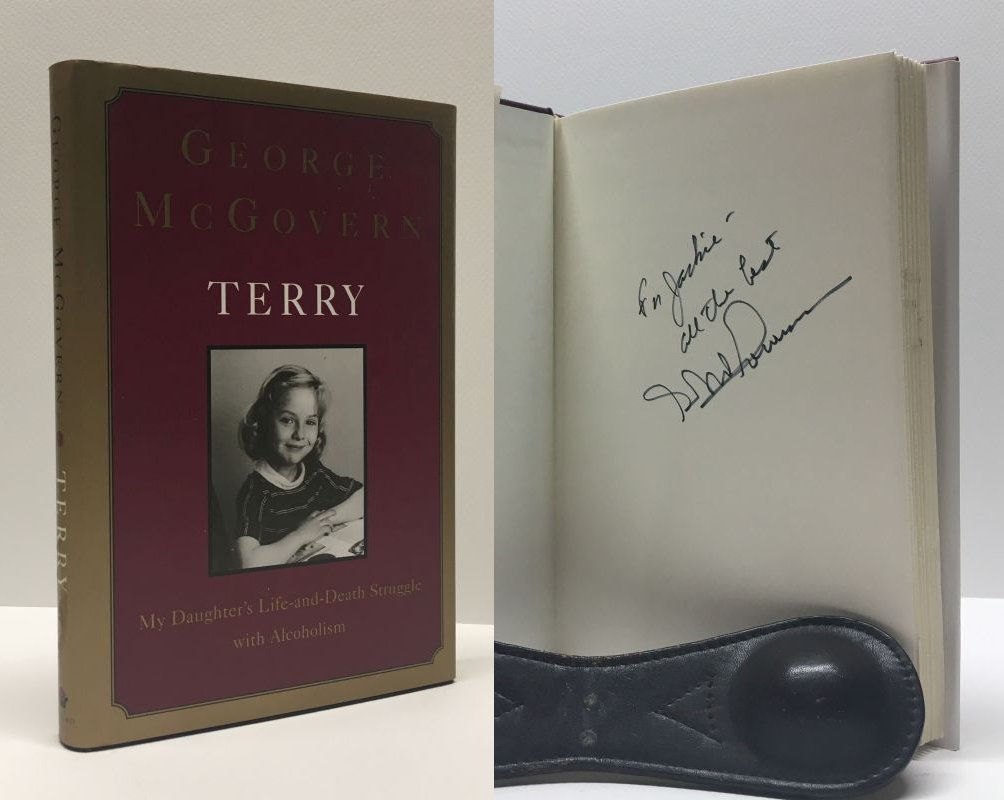 GEORGE MCGOVERN TERRY
GEORGE
MCGOVERN
TERRY
My Daughter's Life-and-Death Struggle
with Alcoholism
For Jackie -
all the best
G McGovern